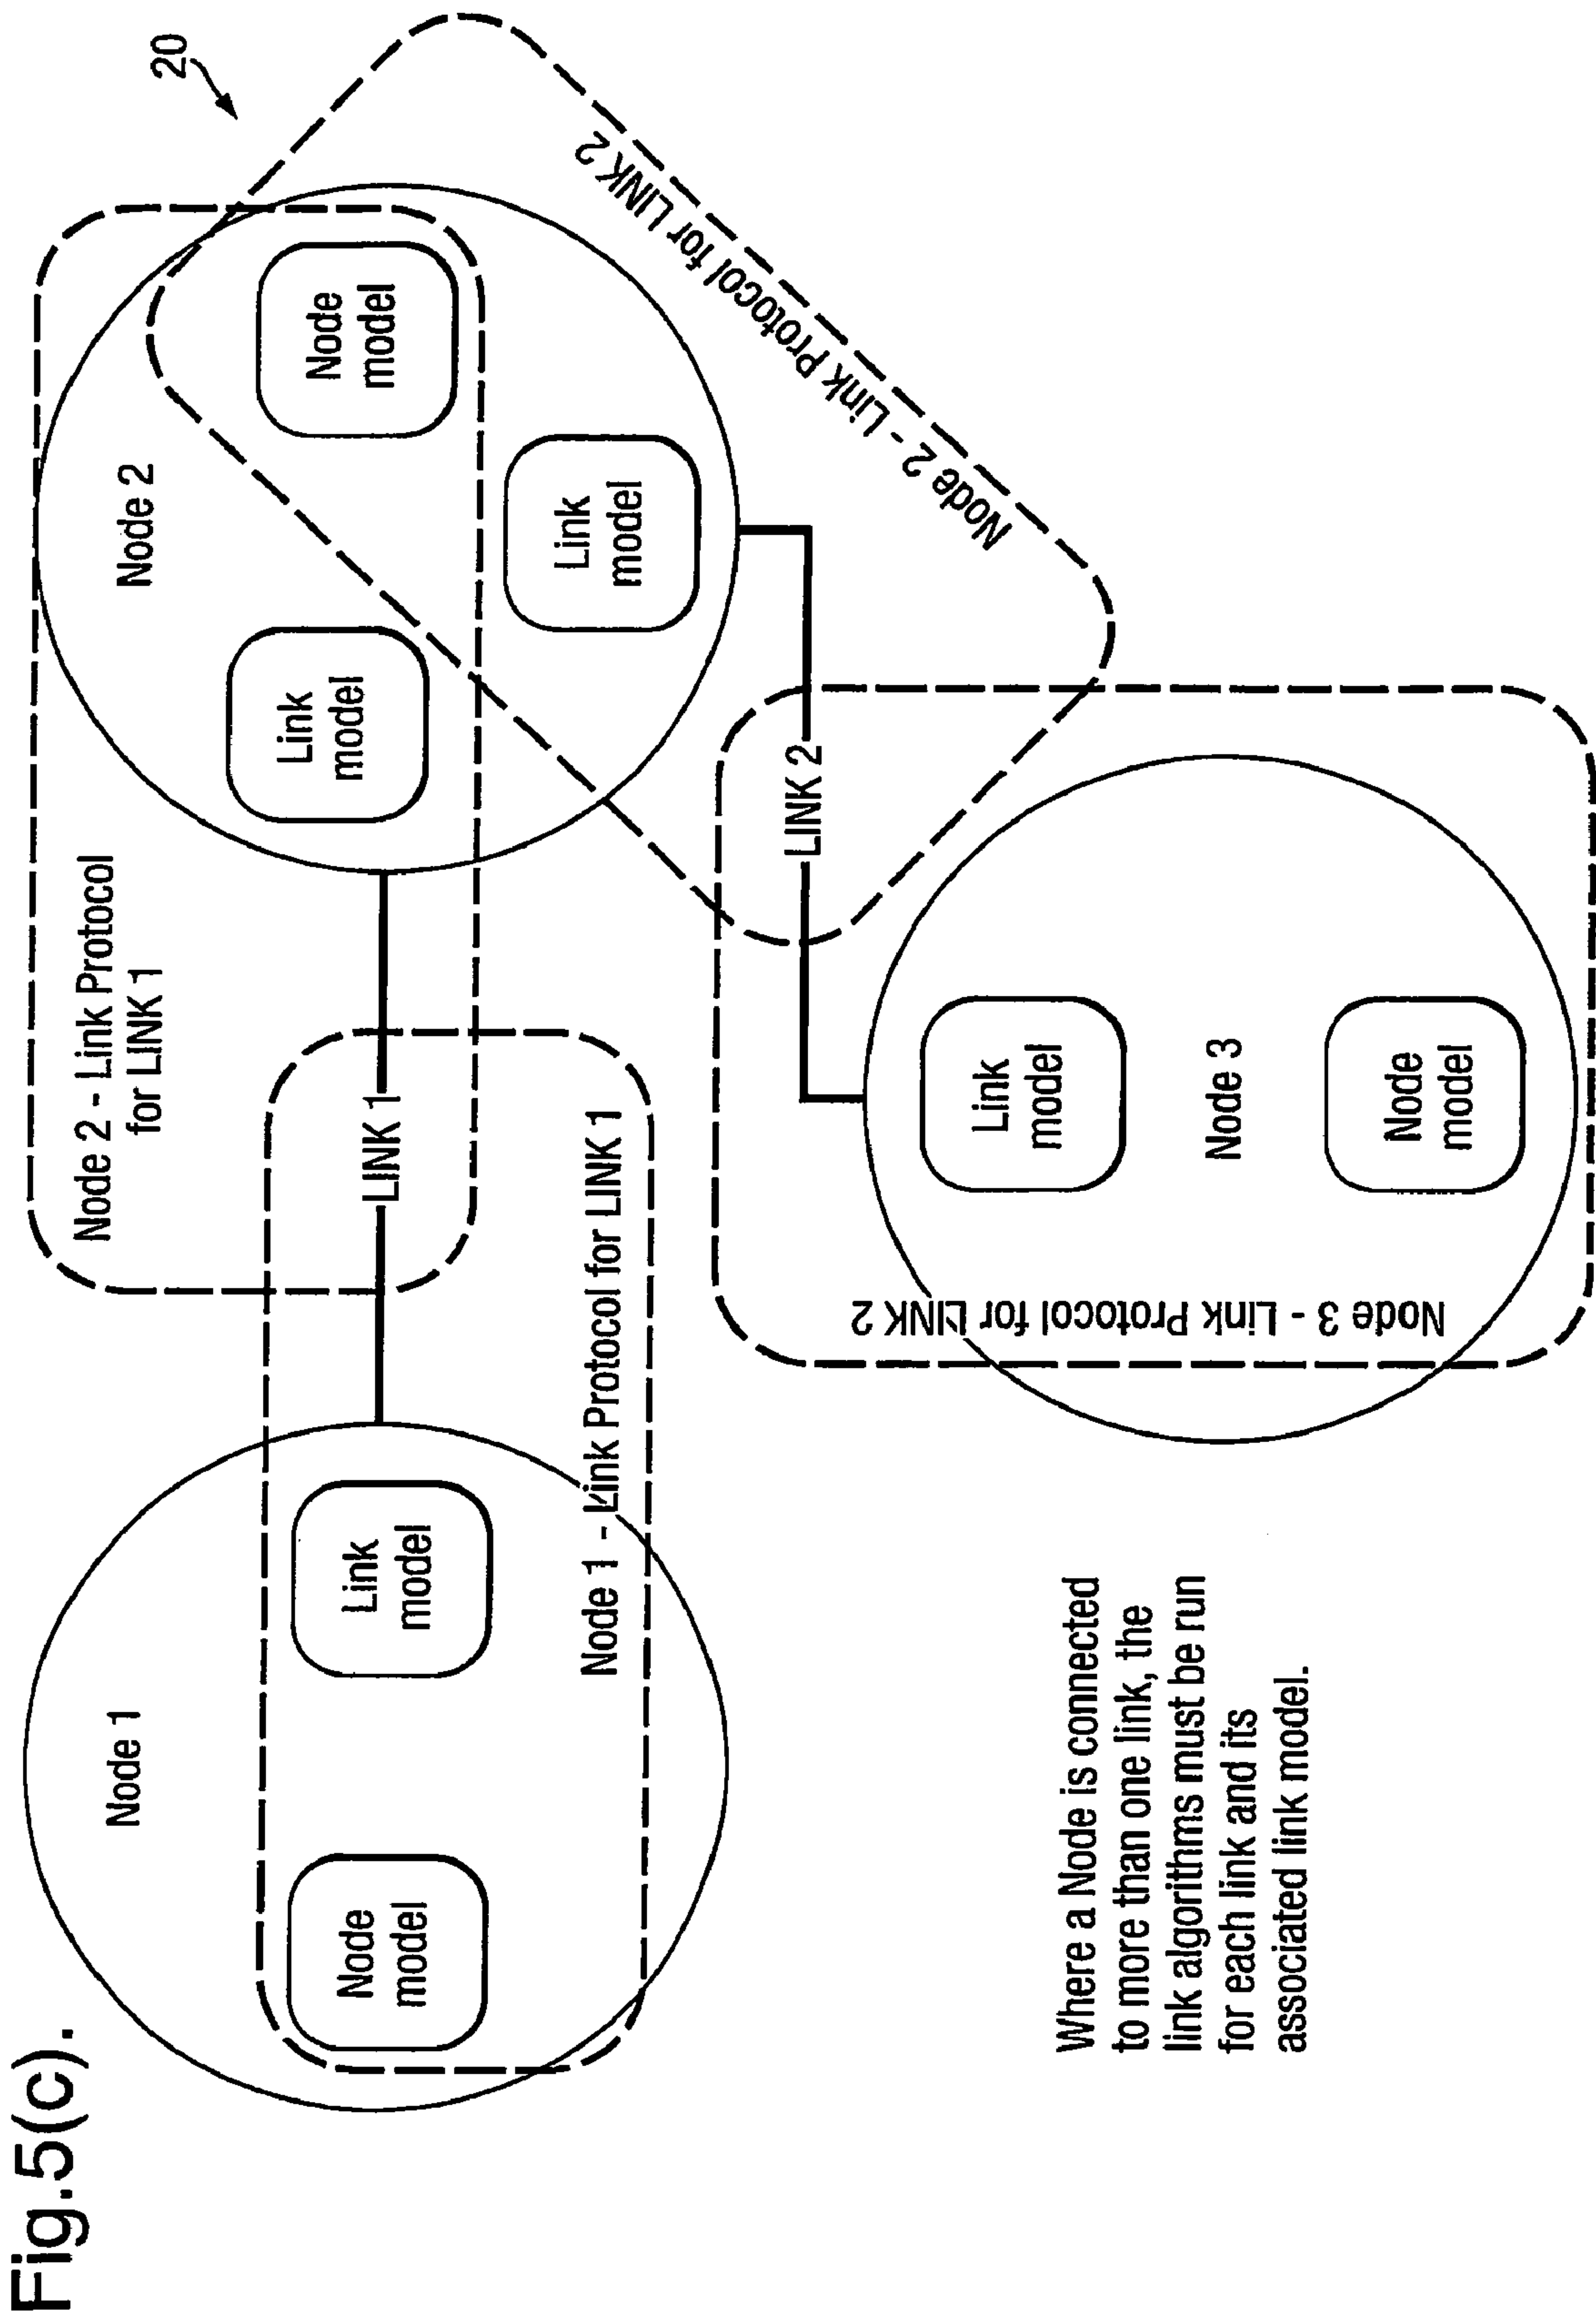 Fig.5(c).
20
Node 2 - Link Protocol
for LINK 1
Node 1
Node 2
Node
model
Link
model
LINK 1
Link
model
Node
model
Link
model
Node 1 - Link Protocol for LINK 1
Node 2 - Link Protocol for LINK 2
LINK 2
Node 3 - Link Protocol for LINK 2
Link
model
Node 3
Node
model
Where a Node is connected
to more than one link, the
link algorithms must be run
for each link and its
associated link model.